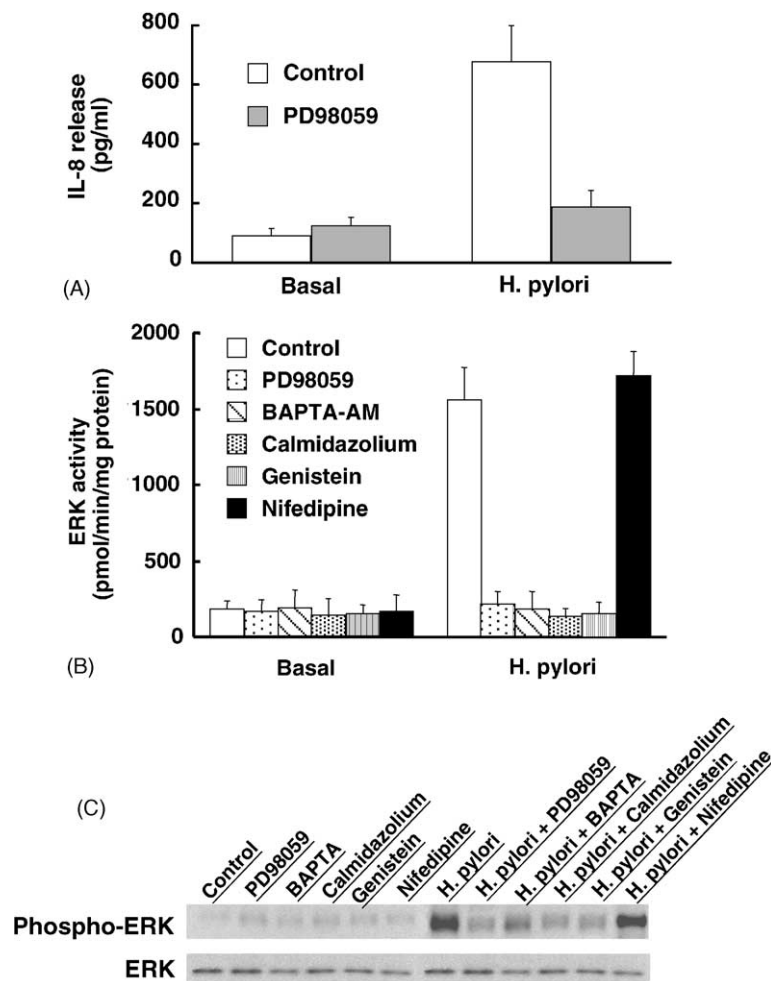 800
600
400
200
0
IL-8 release
(pg/ml)
Control
PD98059
Basal
H. pylori
(A)
2000
1500
1000
500
0
ERK activity
(pmol/min/mg protein)
Control
PD98059
BAPTA-AM
Calmidazolium
Genistein
Nifedipine
Basal
H. pylori
(B)
(C)
Control
PD98059
BAPTA
Calmidazolium
Genistein
Nifedipine
H. pylori
H. pylori + PD98059
H. pylori + BAPTA
H. pylori + Calmidazolium
H. pylori + Genistein
H. pylori + Nifedipine
Phospho-ERK
ERK